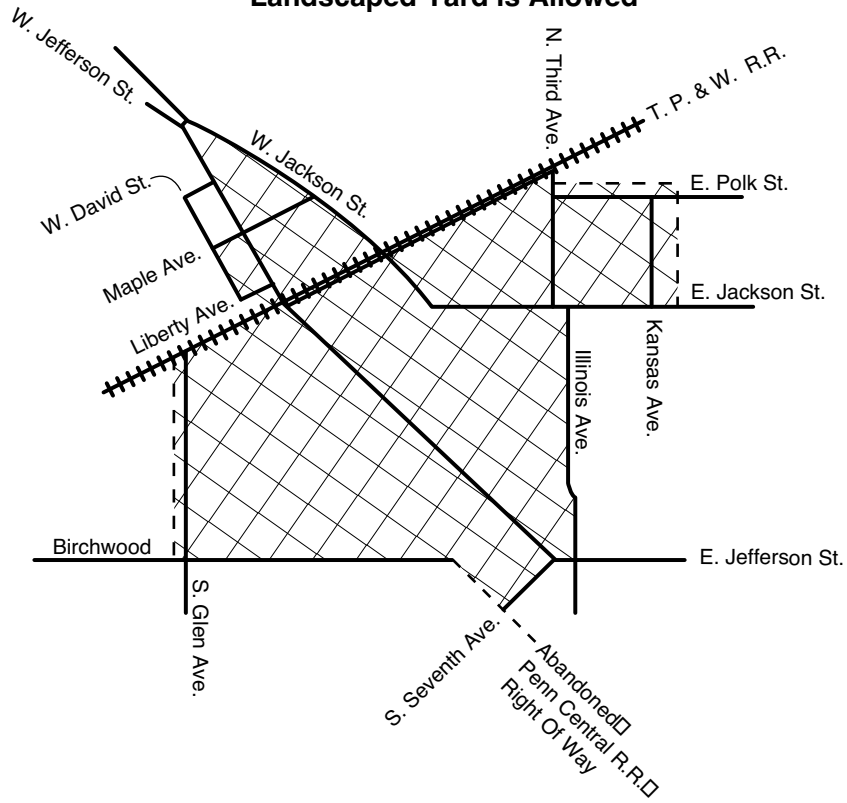 Landscaped Yard is Allowed
W. Jefferson St.
N. Third Ave.
T. P. & W. R.R.
W. Jackson St.
W. David St.
E. Polk St.
Maple Ave.
E. Jackson St.
Liberty Ave.
Kansas Ave.
Illinois Ave.
Birchwood
E. Jefferson St.
S. Glen Ave.
S. Seventh Ave.
Abandoned□
Penn Central R.R.□
Right Of Way